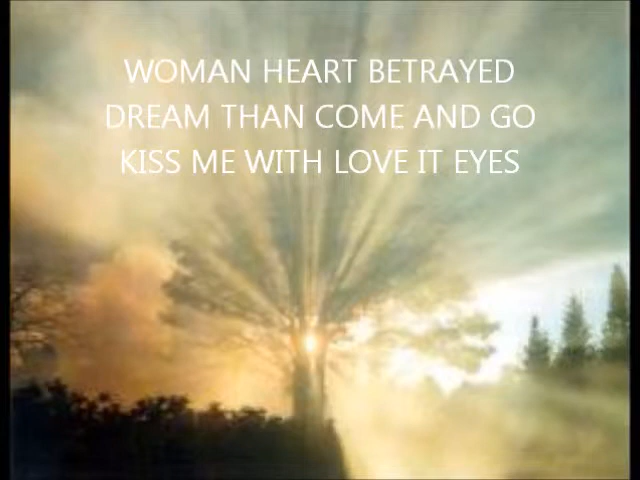 WOMAN HEART BETRAYED
DREAM THAN COME AND GO
KISS ME WITH LOVE IT EYES